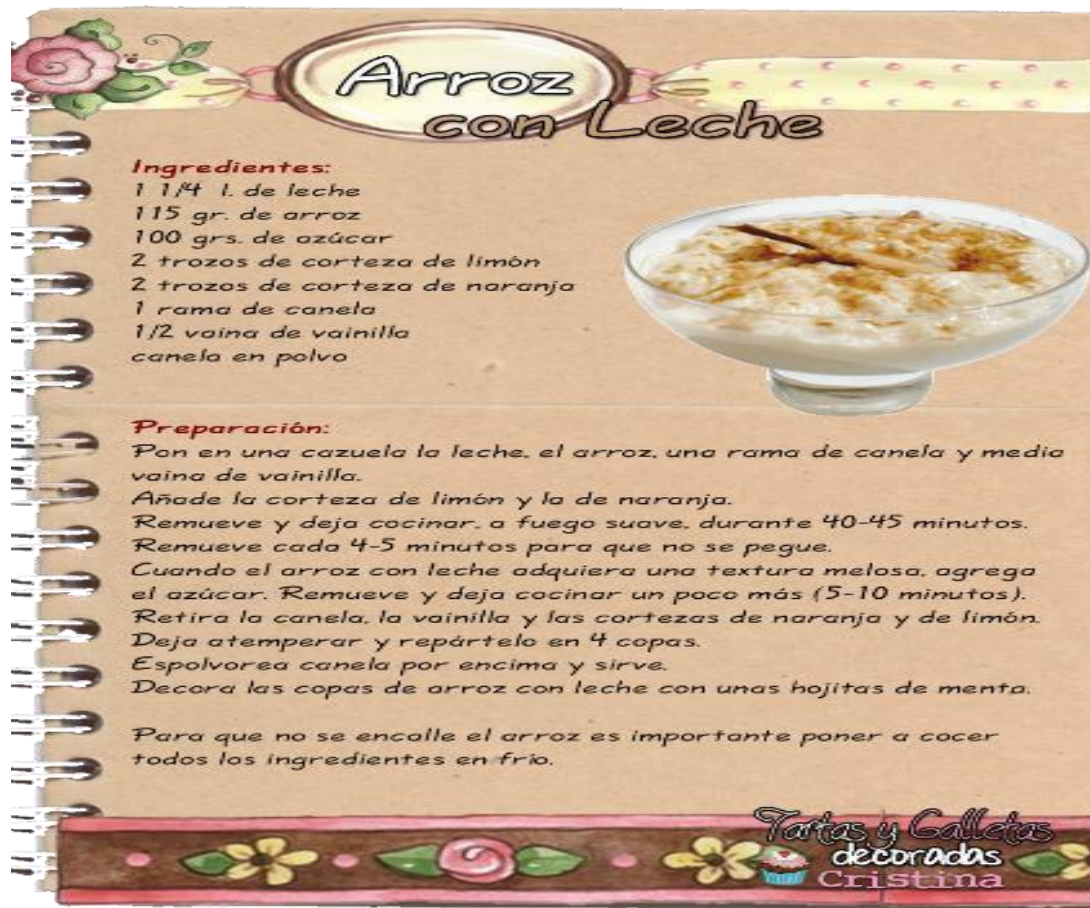 Arroz
con Leche
Ingredientes:
1 1/4 l. de leche
115 gr. de arroz
100 grs. de azúcar
2 trozos de corteza de limón
2 trozos de corteza de naranja
1 rama de canela
1/2 vaina de vainilla
canela en polvo
Preparación:
Pon en una cazuela la leche, el arroz, una rama de canela y media
vaina de vainilla.
Añade la corteza de limón y la de naranja.
Remueve y deja cocinar, a fuego suave, durante 40-45 minutos.
Remueve cada 4-5 minutos para que no se pegue.
Cuando el arroz con leche adquiera una textura melosa, agrega
el azúcar. Remueve y deja cocinar un poco más (5-10 minutos).
Retira la canela, la vainilla y las cortezas de naranja y de limón.
Deja atemperar y repártelo en 4 copas.
Espolvorea canela por encima y sirve.
Decora las copas de arroz con leche con unas hojitas de menta.
Para que no se encalle el arroz es importante poner a cocer
todos los ingredientes en frío.
Tartas y Galletas
decoradas
Cristina